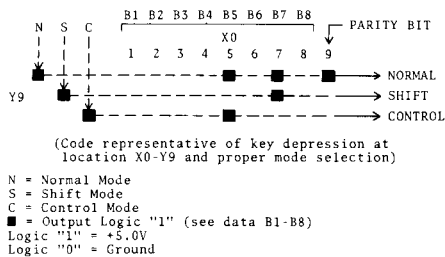 B1 B2 B3 B4 B5 B6 B7 B8
PARITY BIT
N S C X0
1 2 3 4 5 6 7 8 9
NORMAL
Y9 SHIFT
CONTROL
(Code representative of key depression at
location X0-Y9 and proper mode selection)
N = Normal Mode
S = Shift Mode
C = Control Mode
■ = Output Logic "1" (see data B1-B8)
Logic "1" = +5.0V
Logic "0" = Ground